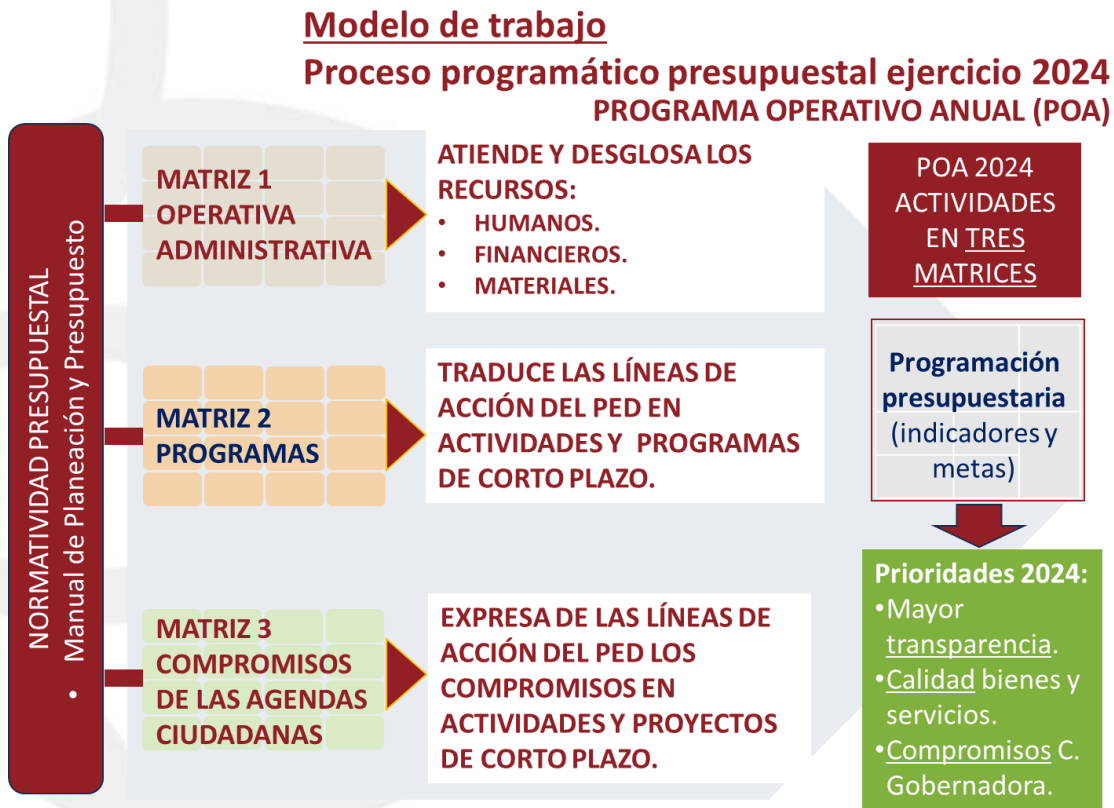 Modelo de trabajo
Proceso programático presupuestal ejercicio 2024
PROGRAMA OPERATIVO ANUAL (POA)
NORMATIVIDAD PRESUPUESTAL
• Manual de Planeación y Presupuesto
MATRIZ 1
OPERATIVA
ADMINISTRATIVA
ATIENDE Y DESGLOSA LOS
RECURSOS:
• HUMANOS.
• FINANCIEROS.
• MATERIALES.
MATRIZ 2
PROGRAMAS
TRADUCE LAS LÍNEAS DE
ACCIÓN DEL PED EN
ACTIVIDADES Y PROGRAMAS
DE CORTO PLAZO.
MATRIZ 3
COMPROMISOS
DE LAS AGENDAS
CIUDADANAS
EXPRESA DE LAS LÍNEAS DE
ACCIÓN DEL PED LOS
COMPROMISOS EN
ACTIVIDADES Y PROYECTOS
DE CORTO PLAZO.
POA 2024
ACTIVIDADES
EN TRES
MATRICES
Programación
presupuestaria
(indicadores y
metas)
Prioridades 2024:
•Mayor
transparencia.
•Calidad bienes y
servicios.
•Compromisos C.
Gobernadora.